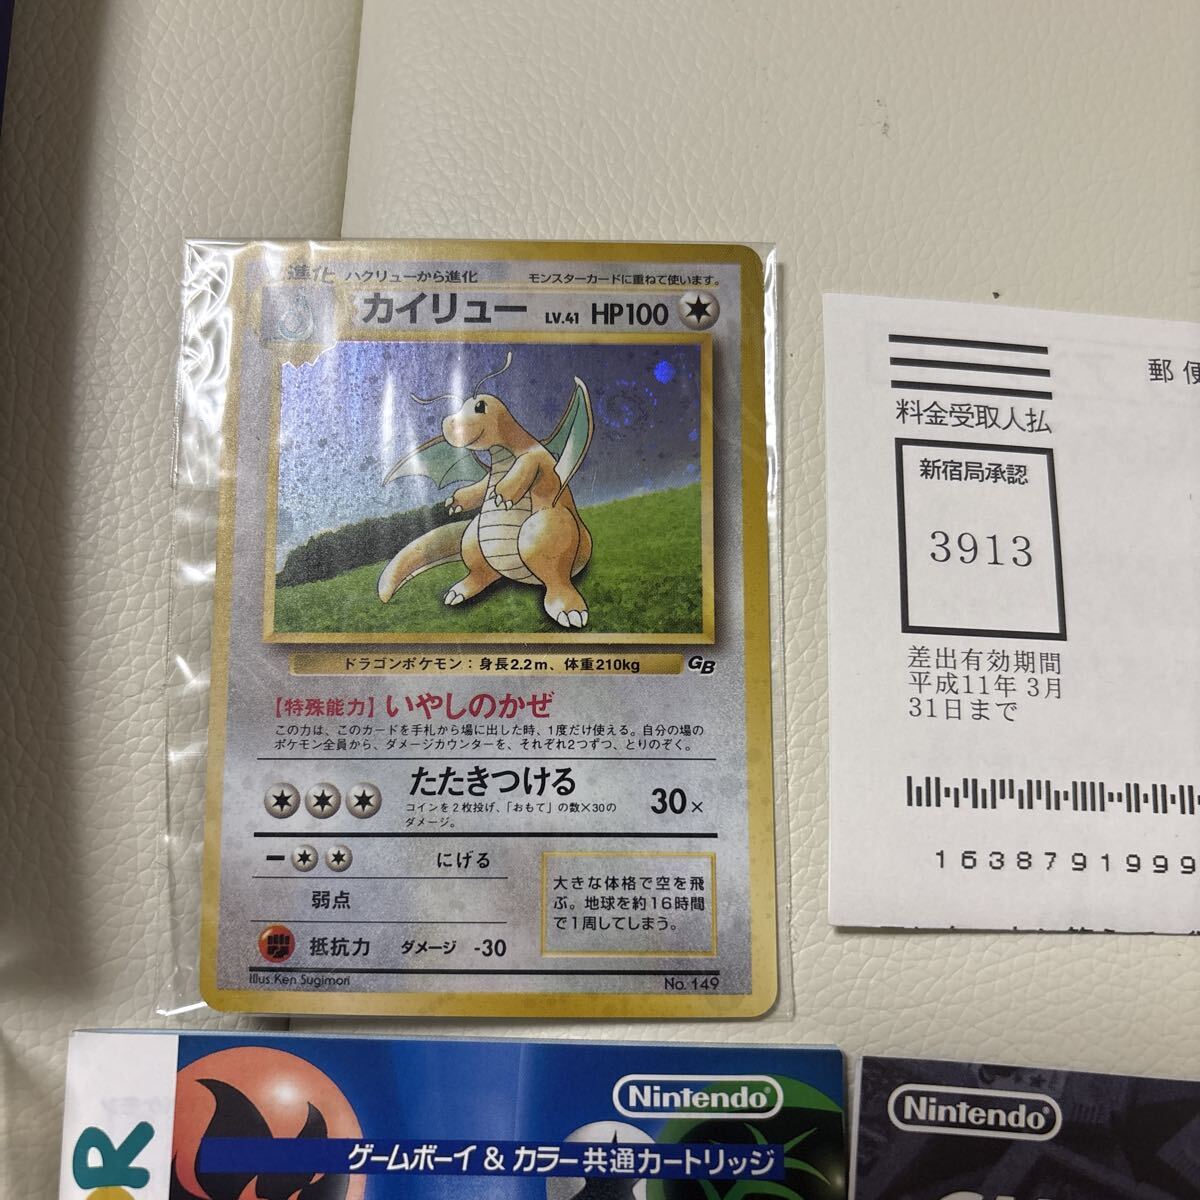 進化 ハクリューから進化 モンスターカードに重ねて使います。
カイリュー LV.41 HP100
ドラゴンポケモン：身長2.2m、体重210kg
GB
【特殊能力】いやしのかぜ
この力は、このカードを手札から場に出した時、1度だけ使える。自分の場の
ポケモン全員から、ダメージカウンターを、それぞれ2つずつ、とりのぞく。
たたきつける
30×
コインを2枚投げ、「おもて」の数×30の
ダメージ。
にげる
弱点
抵抗力 ダメージ -30
大きな体格で空を飛
ぶ。地球を約16時間
で1周してしまう。
Illus. Ken Sugimori
No. 149
郵便
料金受取人払
新宿局承認
3913
差出有効期間
平成11年3月
31日まで
1638791999
Nintendo
ゲームボーイ＆カラー共通カートリッジ
Nintendo